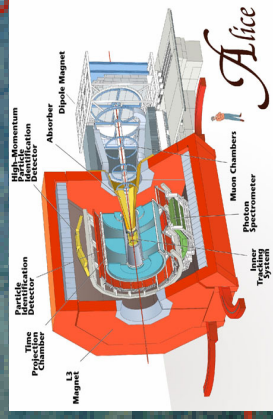 Alice
Dipole Magnet
Absorber
High-Momentum
Particle
Identification
Detector
Particle
Identification
Detector
Time
Projection
Chamber
L3
Magnet
Muon Chambers
Photon
Spectrometer
Inner
Tracking
System